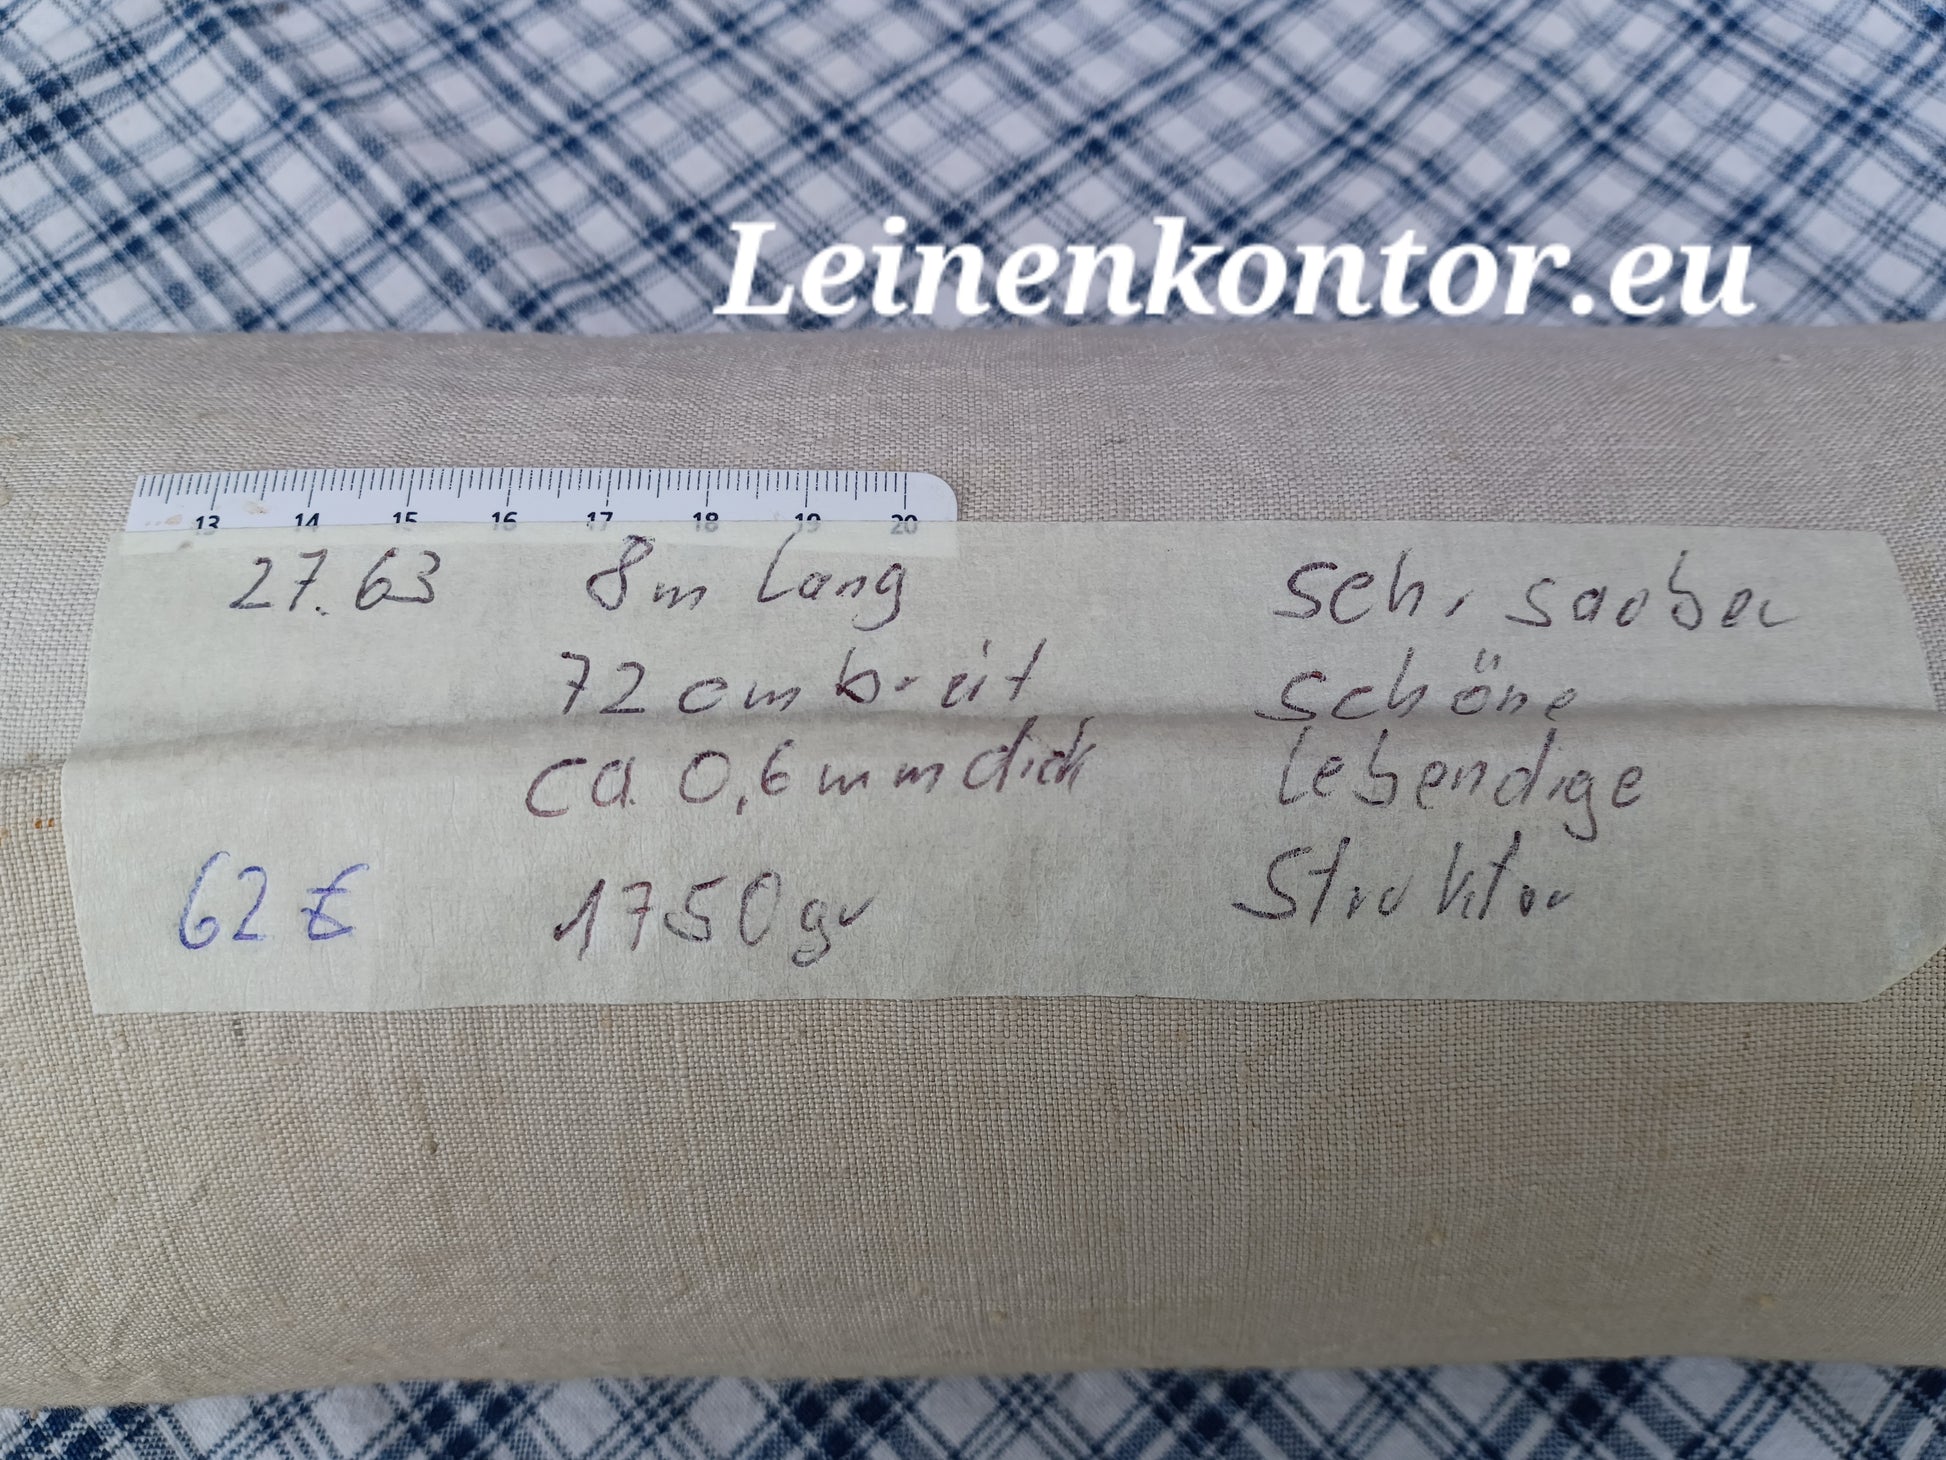 Leinenkontor.eu
13 14 15 16 17 18 19 20
27.63 8m lang
72cm breit
ca 0,6mm dick
62 € 1750gr
sehr sauber
schöne
lebendige
Struktur